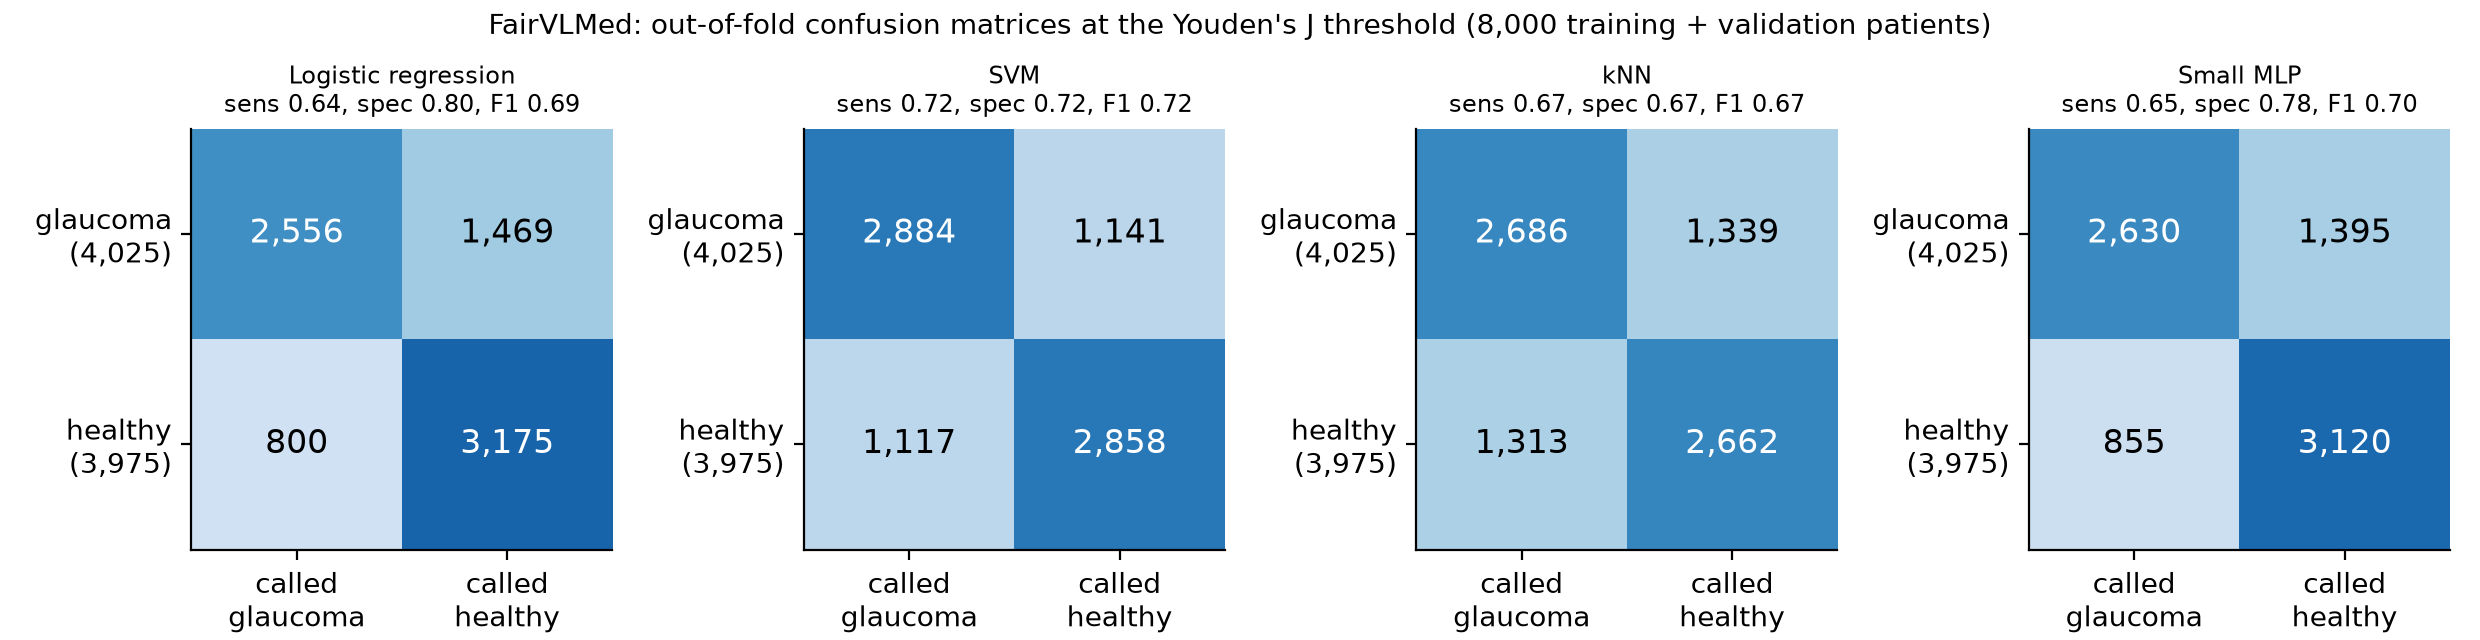 FairVLMed: out-of-fold confusion matrices at the Youden's J threshold (8,000 training + validation patients)
Logistic regression
sens 0.64, spec 0.80, F1 0.69
glaucoma
(4,025)
2,556
1,469
healthy
(3,975)
800
3,175
called
glaucoma
called
healthy
SVM
sens 0.72, spec 0.72, F1 0.72
glaucoma
(4,025)
2,884
1,141
healthy
(3,975)
1,117
2,858
called
glaucoma
called
healthy
kNN
sens 0.67, spec 0.67, F1 0.67
glaucoma
(4,025)
2,686
1,339
healthy
(3,975)
1,313
2,662
called
glaucoma
called
healthy
Small MLP
sens 0.65, spec 0.78, F1 0.70
glaucoma
(4,025)
2,630
1,395
healthy
(3,975)
855
3,120
called
glaucoma
called
healthy